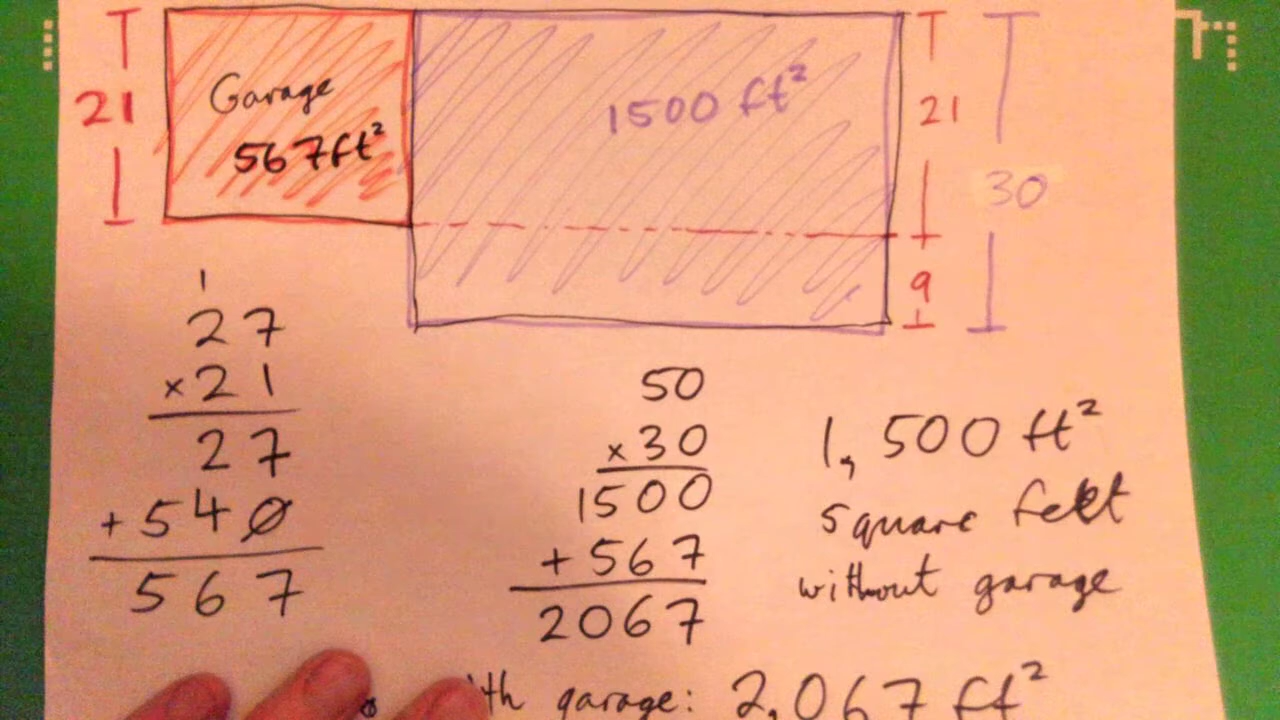 21
Garage
567ft²
1500 ft²
21
30
9
1
27
×21
27
+540
567
50
×30
1500
+567
2067
1,500 ft²
square feet
without garage
garage: 2,067 ft²